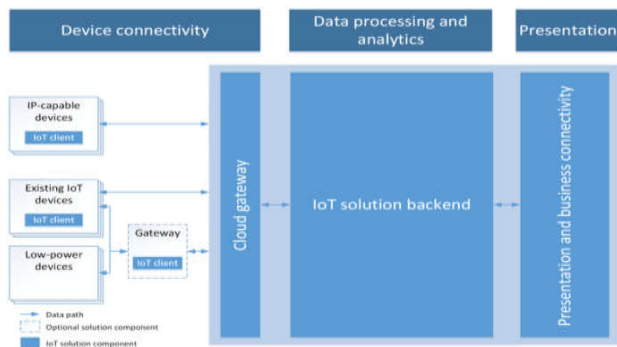 Device connectivity
Data processing and
analytics
Presentation
IP-capable
devices
IoT client
Existing IoT
devices
IoT client
Low-power
devices
Gateway
IoT client
Cloud gateway
IoT solution backend
Presentation and business connectivity
Data path
Optional solution component
IoT solution component